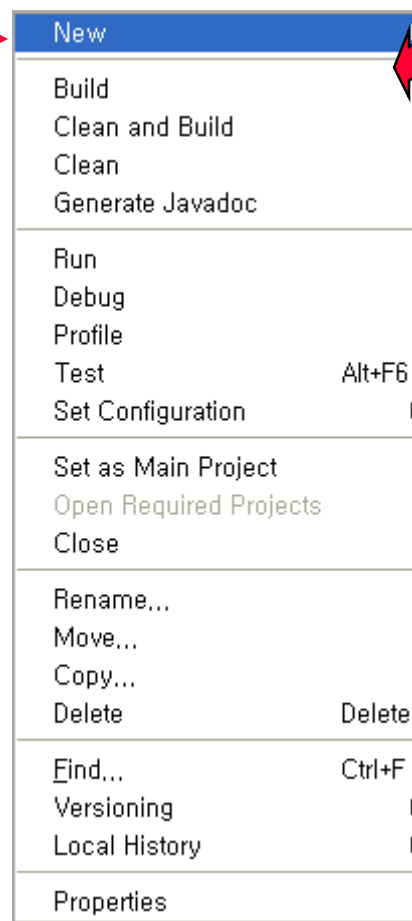 New
Build
Clean and Build
Clean
Generate Javadoc
Run
Debug
Profile
Test Alt+F6
Set Configuration
Set as Main Project
Open Required Projects
Close
Rename,,,
Move,,,
Copy,,,
Delete Delete
Find,,, Ctrl+F
Versioning
Local History
Properties